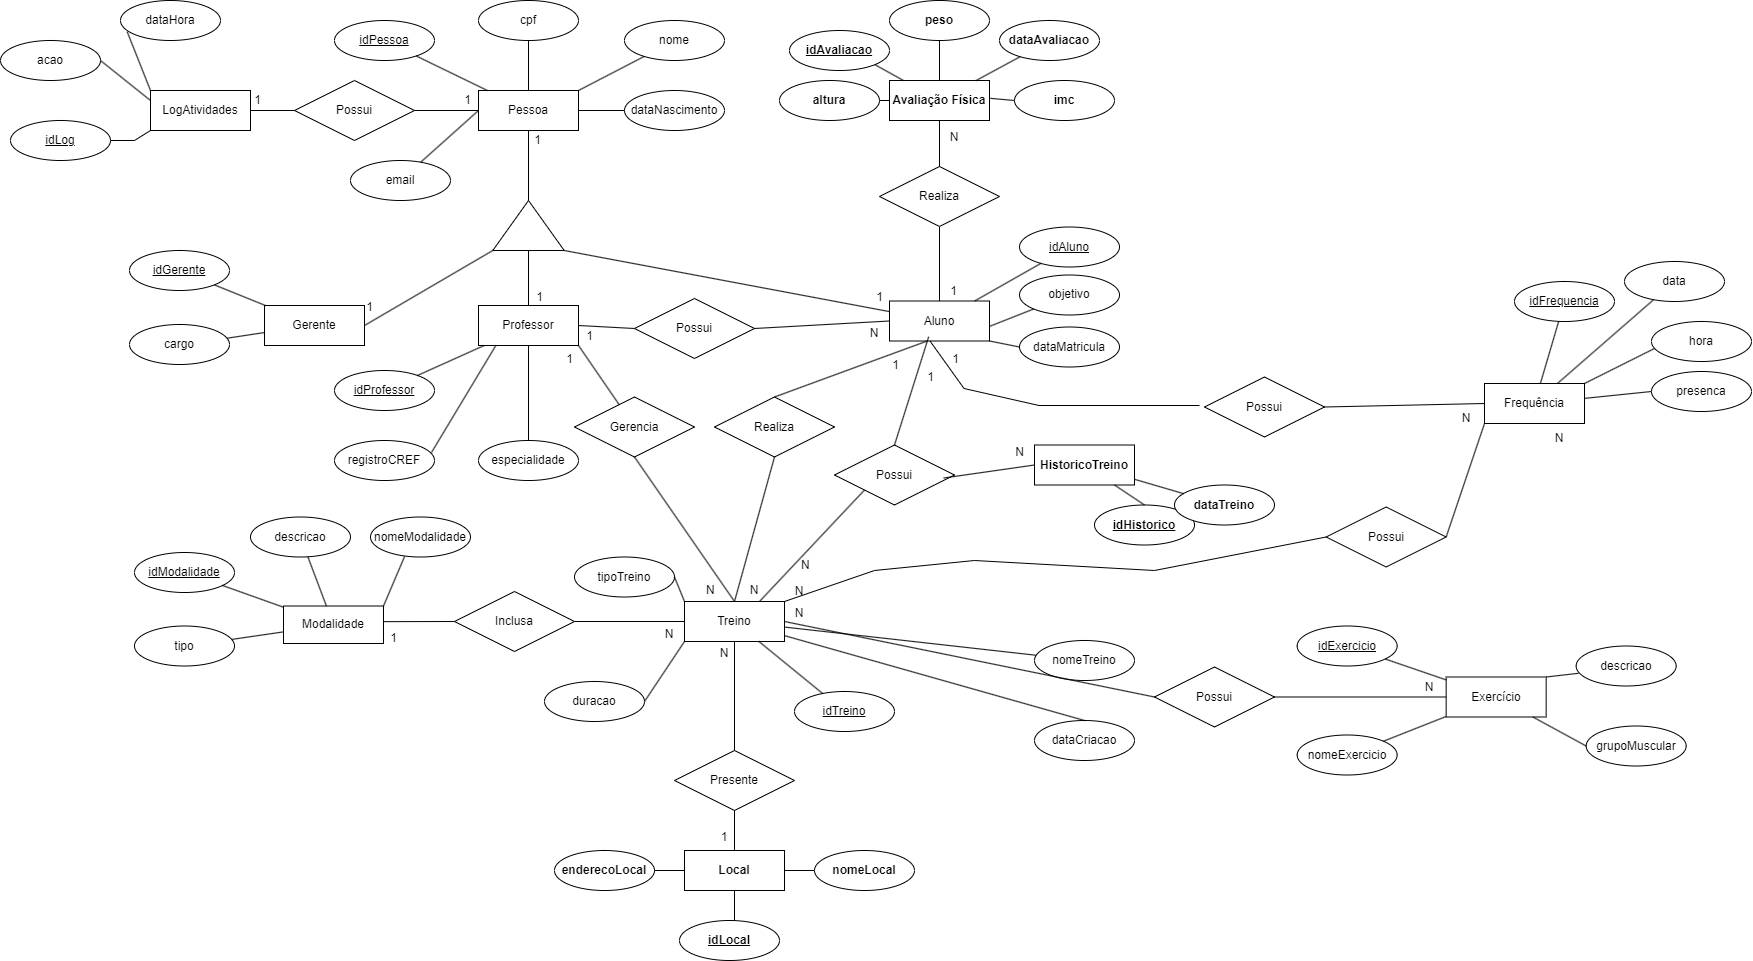 dataHora
cpf
peso
idPessoa
nome
idAvaliacao
dataAvaliacao
acao
LogAtividades
1
Possui
1
Pessoa
dataNascimento
altura
Avaliação Física
imc
idLog
1
N
email
Realiza
idAluno
idGerente
objetivo
data
1
1
1
1
idFrequencia
Gerente
Professor
Possui
Aluno
1
N
cargo
dataMatricula
hora
1
1
1
1
idProfessor
presenca
Frequência
Possui
N
N
Gerencia
Realiza
registroCREF
especialidade
N
HistoricoTreino
Possui
dataTreino
idHistorico
descricao
nomeModalidade
Possui
idModalidade
tipoTreino
N
N
N
N
N
Modalidade
Inclusa
Treino
1
N
tipo
N
nomeTreino
idExercicio
descricao
N
Possui
Exercício
duracao
idTreino
dataCriacao
nomeExercicio
grupoMuscular
Presente
1
enderecoLocal
Local
nomeLocal
idLocal